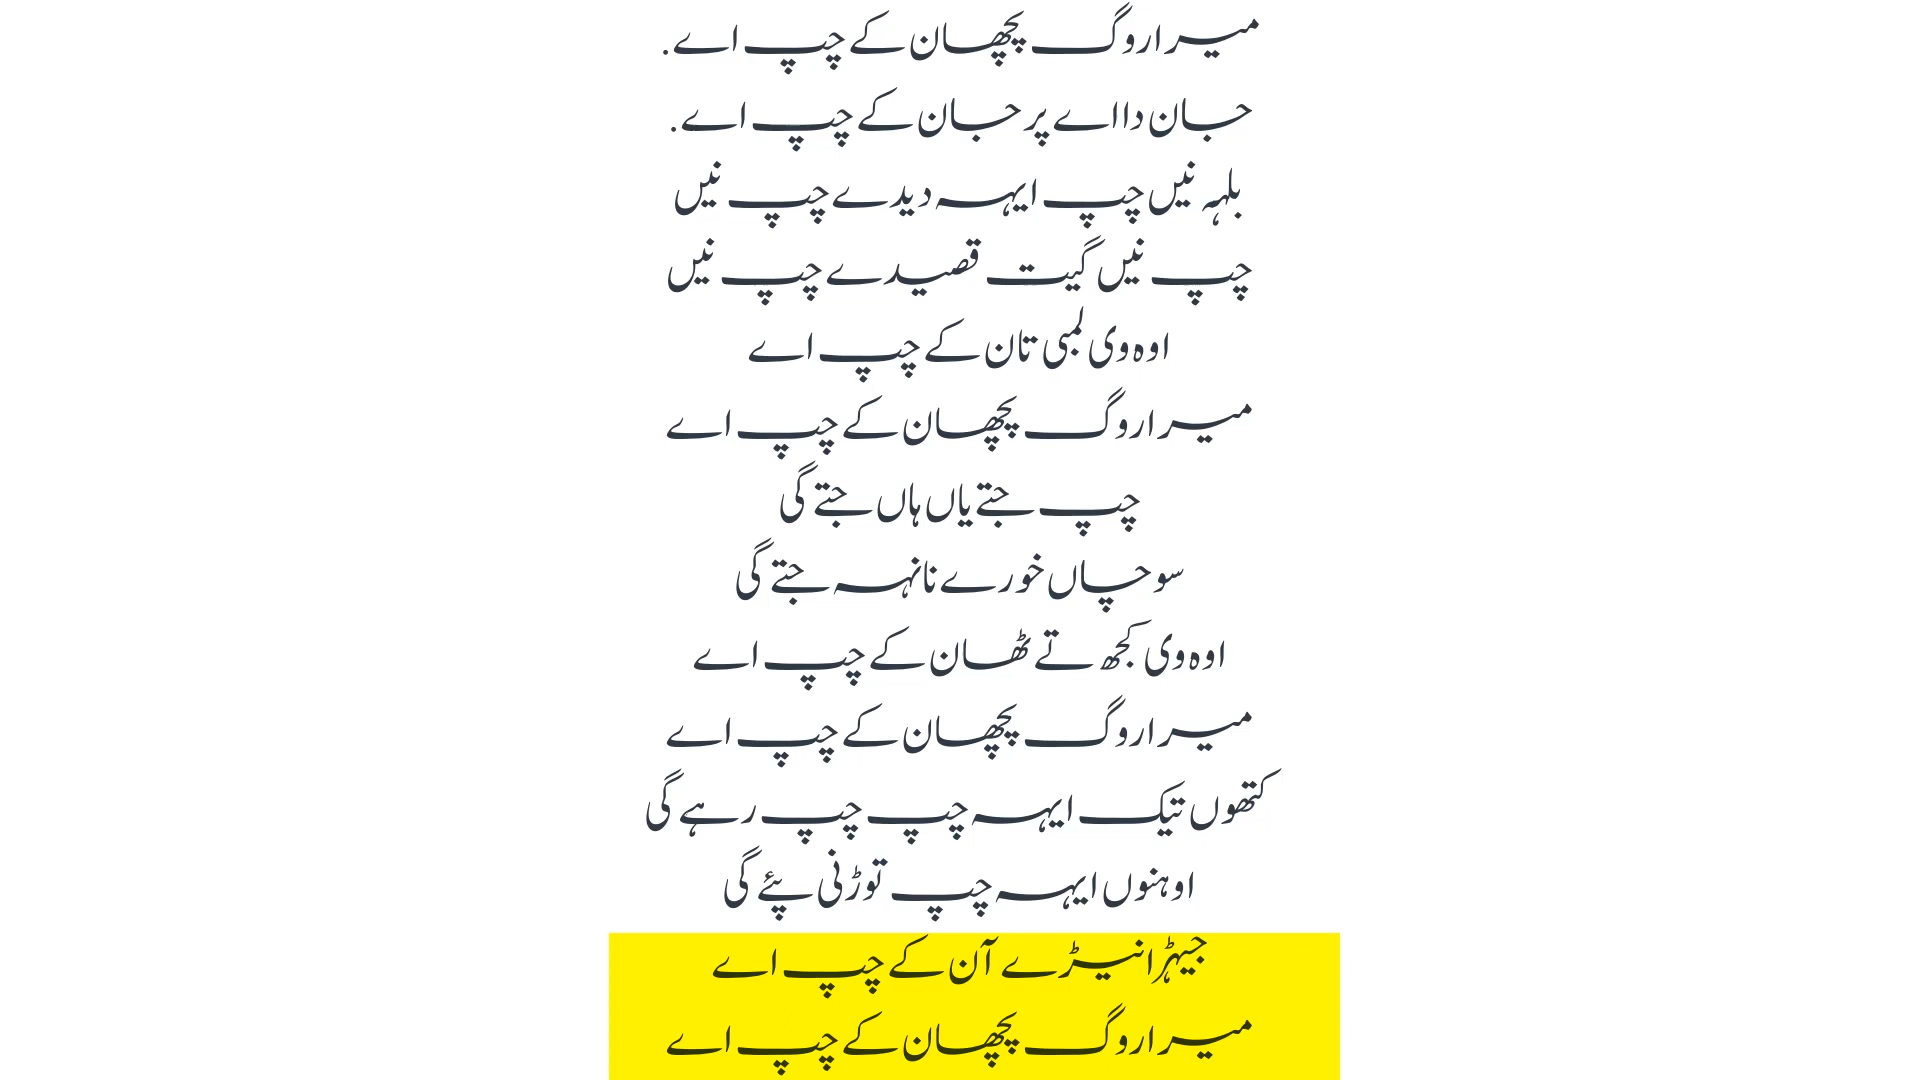 میرا روگ پچھان کے چپ اے.
جان دا اے پر جان کے چپ اے.
بلہہ نیں چپ ایہہ دیدے چپ نیں
چپ نیں گیت قصیدے چپ نیں
اوہ وی لمبی تان کے چپ اے
میرا روگ پچھان کے چپ اے
چپ جتے یاں ہاں جتے گی
سوچاں خورے نانہہ جتے گی
اوہ وی کجھ تے ٹھان کے چپ اے
میرا روگ پچھان کے چپ اے
کتھوں تیک ایہہ چپ چپ رہے گی
اوہنوں ایہہ چپ توڑنی پئے گی
جیہڑا نیڑے آن کے چپ اے
میرا روگ پچھان کے چپ اے